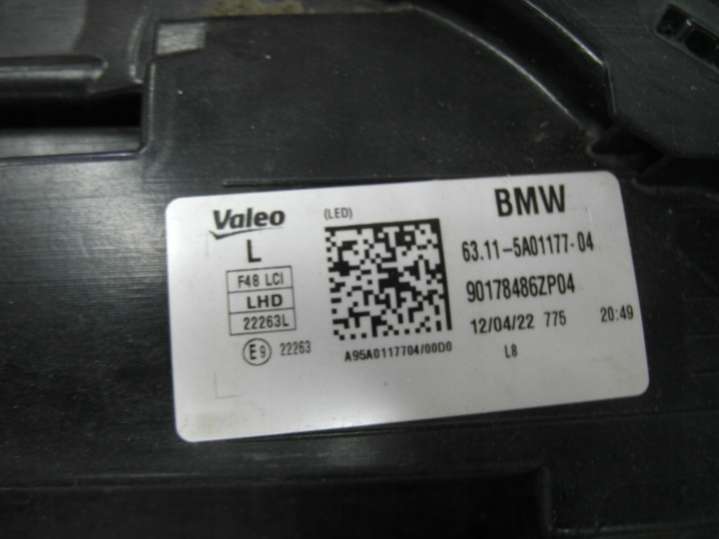 Valeo
(LED)
BMW
L
F48 LCI
LHD
22263L
E9 22263
A95A0117704/00D0
63.11-5A01177-04
90178486ZP04
12/04/22 775 20:49
L8